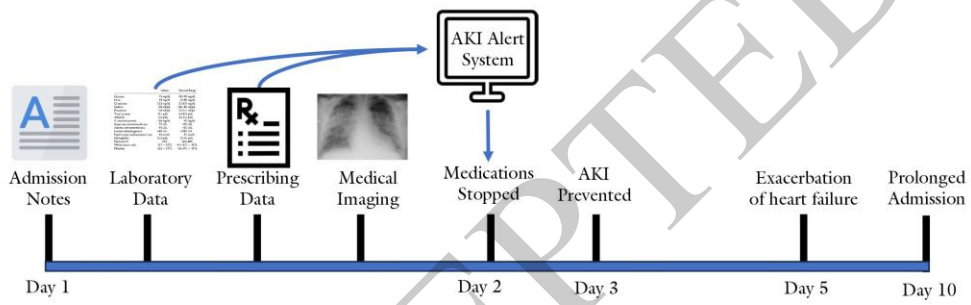 AKI Alert
System
A
Rx
Admission
Notes
Laboratory
Data
Prescribing
Data
Medical
Imaging
Medications
Stopped
AKI
Prevented
Exacerbation
of heart failure
Prolonged
Admission
Day 1
Day 2
Day 3
Day 5
Day 10